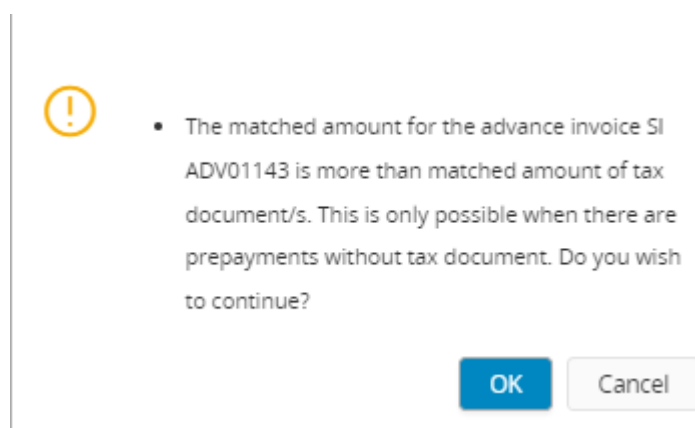 The matched amount for the advance invoice SI
ADV01143 is more than matched amount of tax
document/s. This is only possible when there are
prepayments without tax document. Do you wish
to continue?
OK Cancel